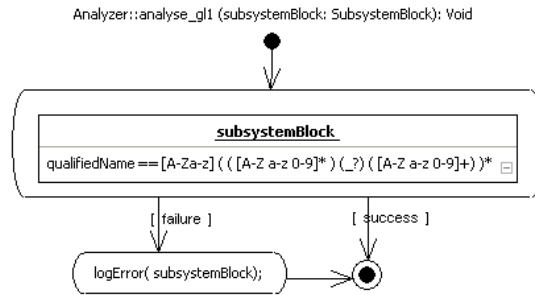 Analyzer::analyse_gl1 (subsystemBlock: SubsystemBlock): Void
subsystemBlock
qualifiedName==[A-Za-z] ( ( [A-Z a-z 0-9]* ) (_?) ( [A-Z a-z 0-9]+) )*
[ failure ]
[ success ]
logError( subsystemBlock);